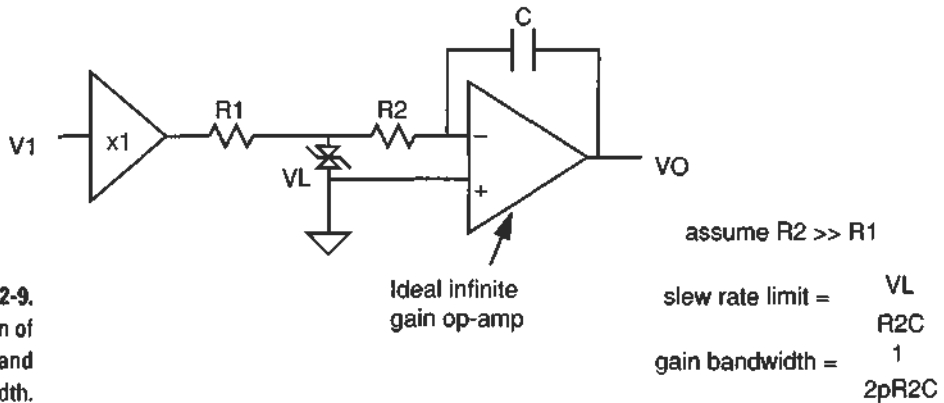 C
R1
R2
V1
x1
−
VL
+
VO
assume R2 >> R1
Ideal infinite
gain op-amp
slew rate limit = VL
R2C
gain bandwidth = 1
2pR2C
2-9.
n of
and
dth.